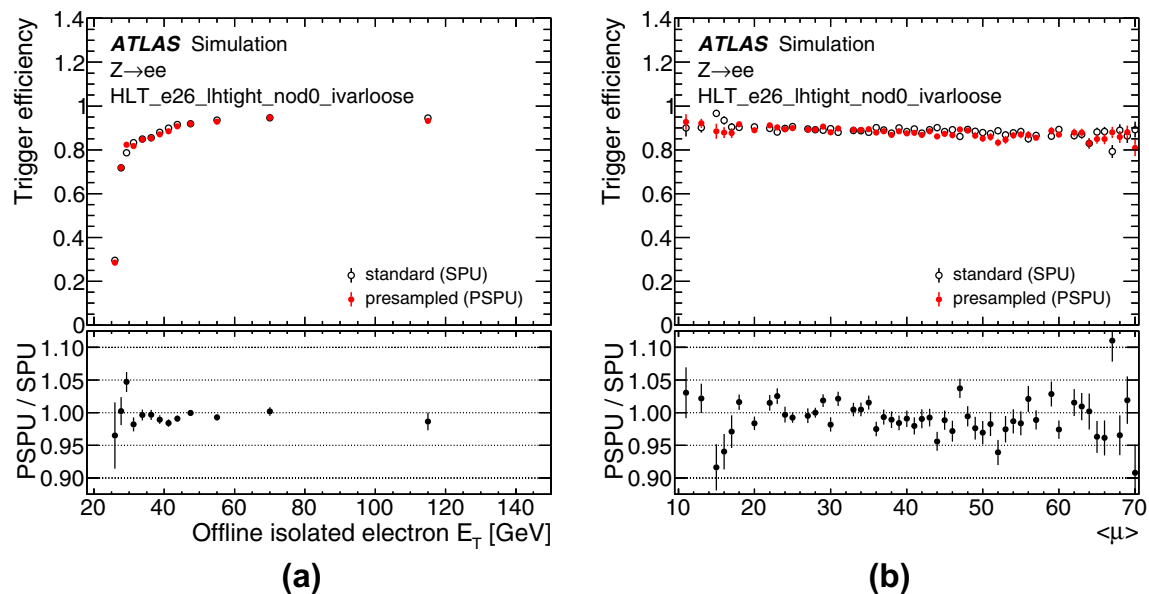 Trigger efficiency
1.4
1.2
1
0.8
0.6
0.4
0.2
0
ATLAS Simulation
Z→ee
HLT_e26_lhtight_nod0_ivarloose
standard (SPU)
presampled (PSPU)
PSPU / SPU
1.10
1.05
1.00
0.95
0.90
20 40 60 80 100 120 140
Offline isolated electron E_T [GeV]
(a)
Trigger efficiency
1.4
1.2
1
0.8
0.6
0.4
0.2
0
ATLAS Simulation
Z→ee
HLT_e26_lhtight_nod0_ivarloose
standard (SPU)
presampled (PSPU)
PSPU / SPU
1.10
1.05
1.00
0.95
0.90
10 20 30 40 50 60 70
<μ>
(b)